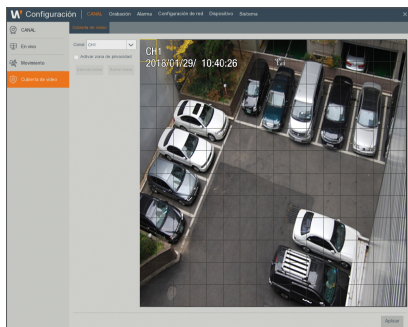 W Configuración CANAL Grabación Alarma Configuración de red Dispositivo Sistema ×
CANAL
En vivo
Movimiento
Cubierta de video
Cubierta de video
Canal CH1
Activar zona de privacidad
CH1
2018/01/29/ 10:40:26
Aplicar